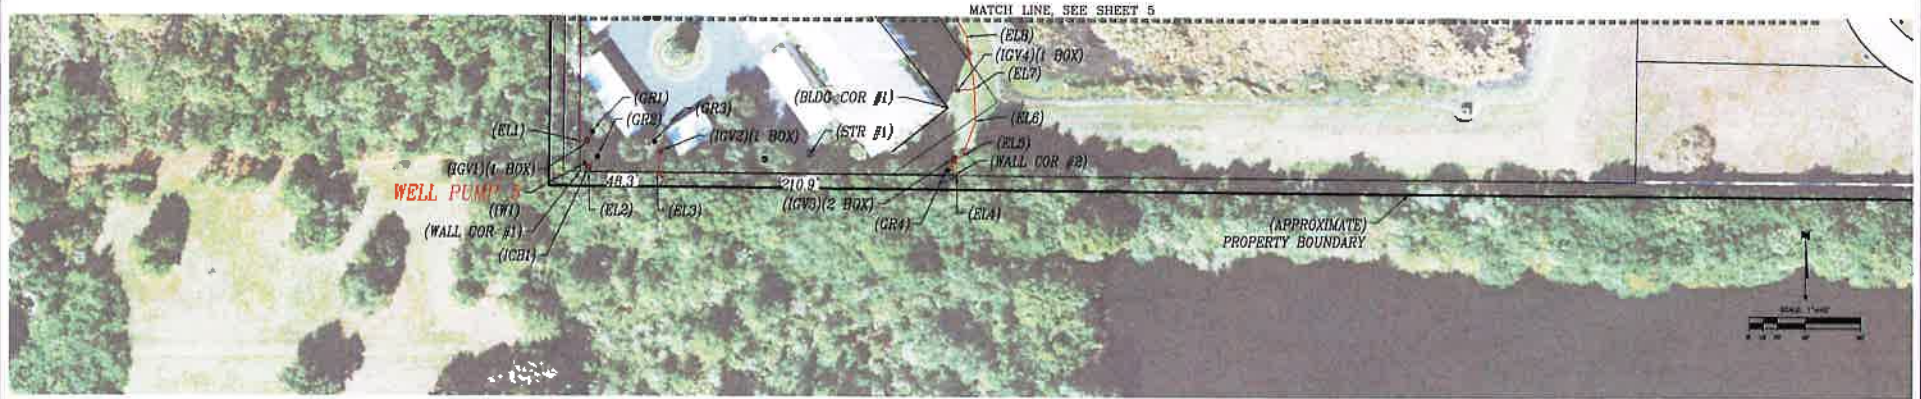 MATCH LINE, SEE SHEET 5
(EL8)
(IGV4)(1 BOX)
(EL7)
(BLDG COR #1)
(GR1)
(GR3)
(GR2)
(EL1)
(IGV2)(1 BOX)
(STR #1)
(EL6)
(EL5)
(IGV1)(1 BOX)
(WALL COR #2)
48.3'
210.9'
WELL PUMP 5
(IW1)
(EL2)
(EL3)
(IGV3)(2 BOX)
(EL4)
(GR4)
(WALL COR #1)
(ICB1)
(APPROXIMATE)
PROPERTY BOUNDARY
N